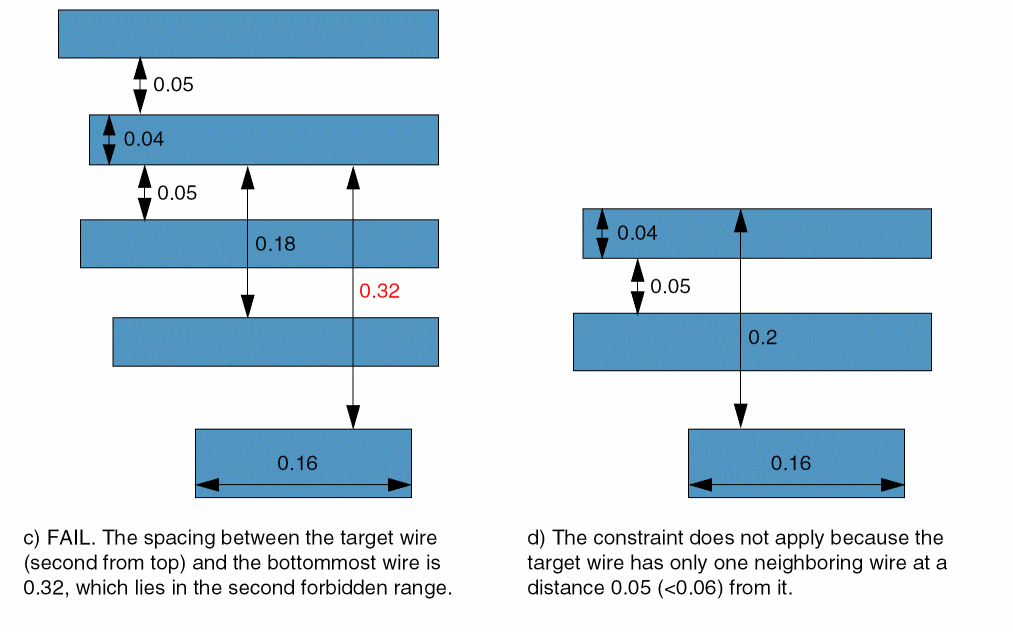 0.05
0.04
0.05
0.18
0.32
0.16
c) FAIL. The spacing between the target wire
(second from top) and the bottommost wire is
0.32, which lies in the second forbidden range.
0.04
0.05
0.2
0.16
d) The constraint does not apply because the
target wire has only one neighboring wire at a
distance 0.05 (<0.06) from it.